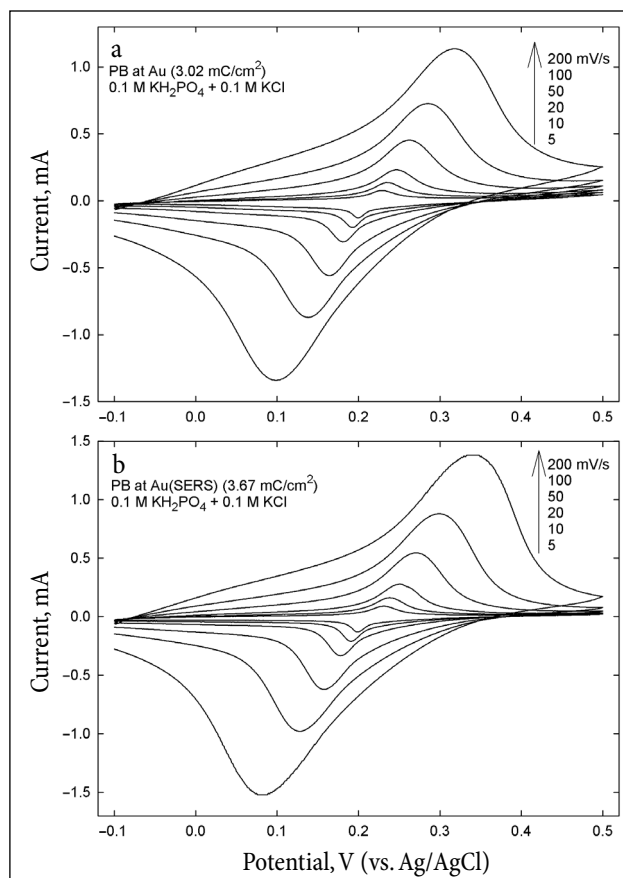 a
PB at Au (3.02 mC/cm²)
0.1 M KH₂PO₄ + 0.1 M KCl
200 mV/s
100
50
20
10
5
1.0
0.5
0.0
−0.5
−1.0
−1.5
Current, mA
−0.1 0.0 0.1 0.2 0.3 0.4 0.5
b
PB at Au(SERS) (3.67 mC/cm²)
0.1 M KH₂PO₄ + 0.1 M KCl
200 mV/s
100
50
20
10
5
1.5
1.0
0.5
0.0
−0.5
−1.0
−1.5
Current, mA
−0.1 0.0 0.1 0.2 0.3 0.4 0.5
Potential, V (vs. Ag/AgCl)